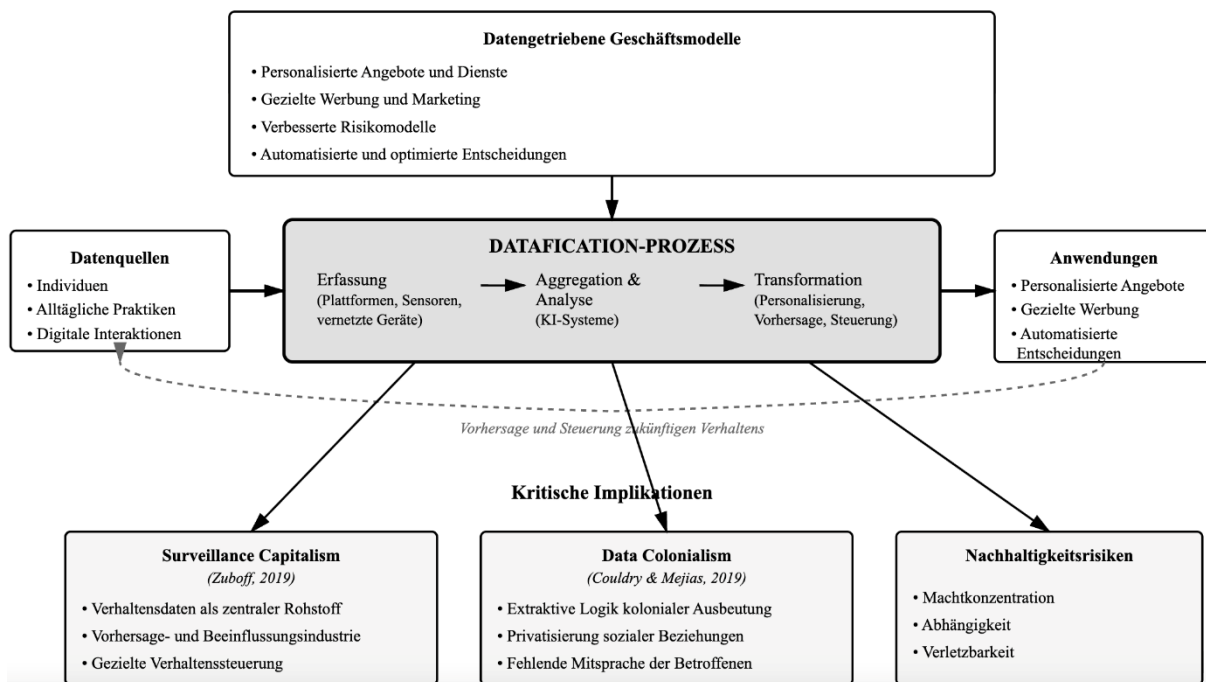 Datengetriebene Geschäftsmodelle
• Personalisierte Angebote und Dienste
• Gezielte Werbung und Marketing
• Verbesserte Risikomodelle
• Automatisierte und optimierte Entscheidungen
Datenquellen
• Individuen
• Alltägliche Praktiken
• Digitale Interaktionen
DATAFICATION-PROZESS
Erfassung
(Plattformen, Sensoren,
vernetzte Geräte)
Aggregation &
Analyse
(KI-Systeme)
Transformation
(Personalisierung,
Vorhersage, Steuerung)
Anwendungen
• Personalisierte Angebote
• Gezielte Werbung
• Automatisierte
Entscheidungen
Vorhersage und Steuerung zukünftigen Verhaltens
Kritische Implikationen
Surveillance Capitalism
(Zuboff, 2019)
• Verhaltensdaten als zentraler Rohstoff
• Vorhersage- und Beeinflussungsindustrie
• Gezielte Verhaltenssteuerung
Data Colonialism
(Couldry & Mejias, 2019)
• Extraktive Logik kolonialer Ausbeutung
• Privatisierung sozialer Beziehungen
• Fehlende Mitsprache der Betroffenen
Nachhaltigkeitsrisiken
• Machtkonzentration
• Abhängigkeit
• Verletzbarkeit